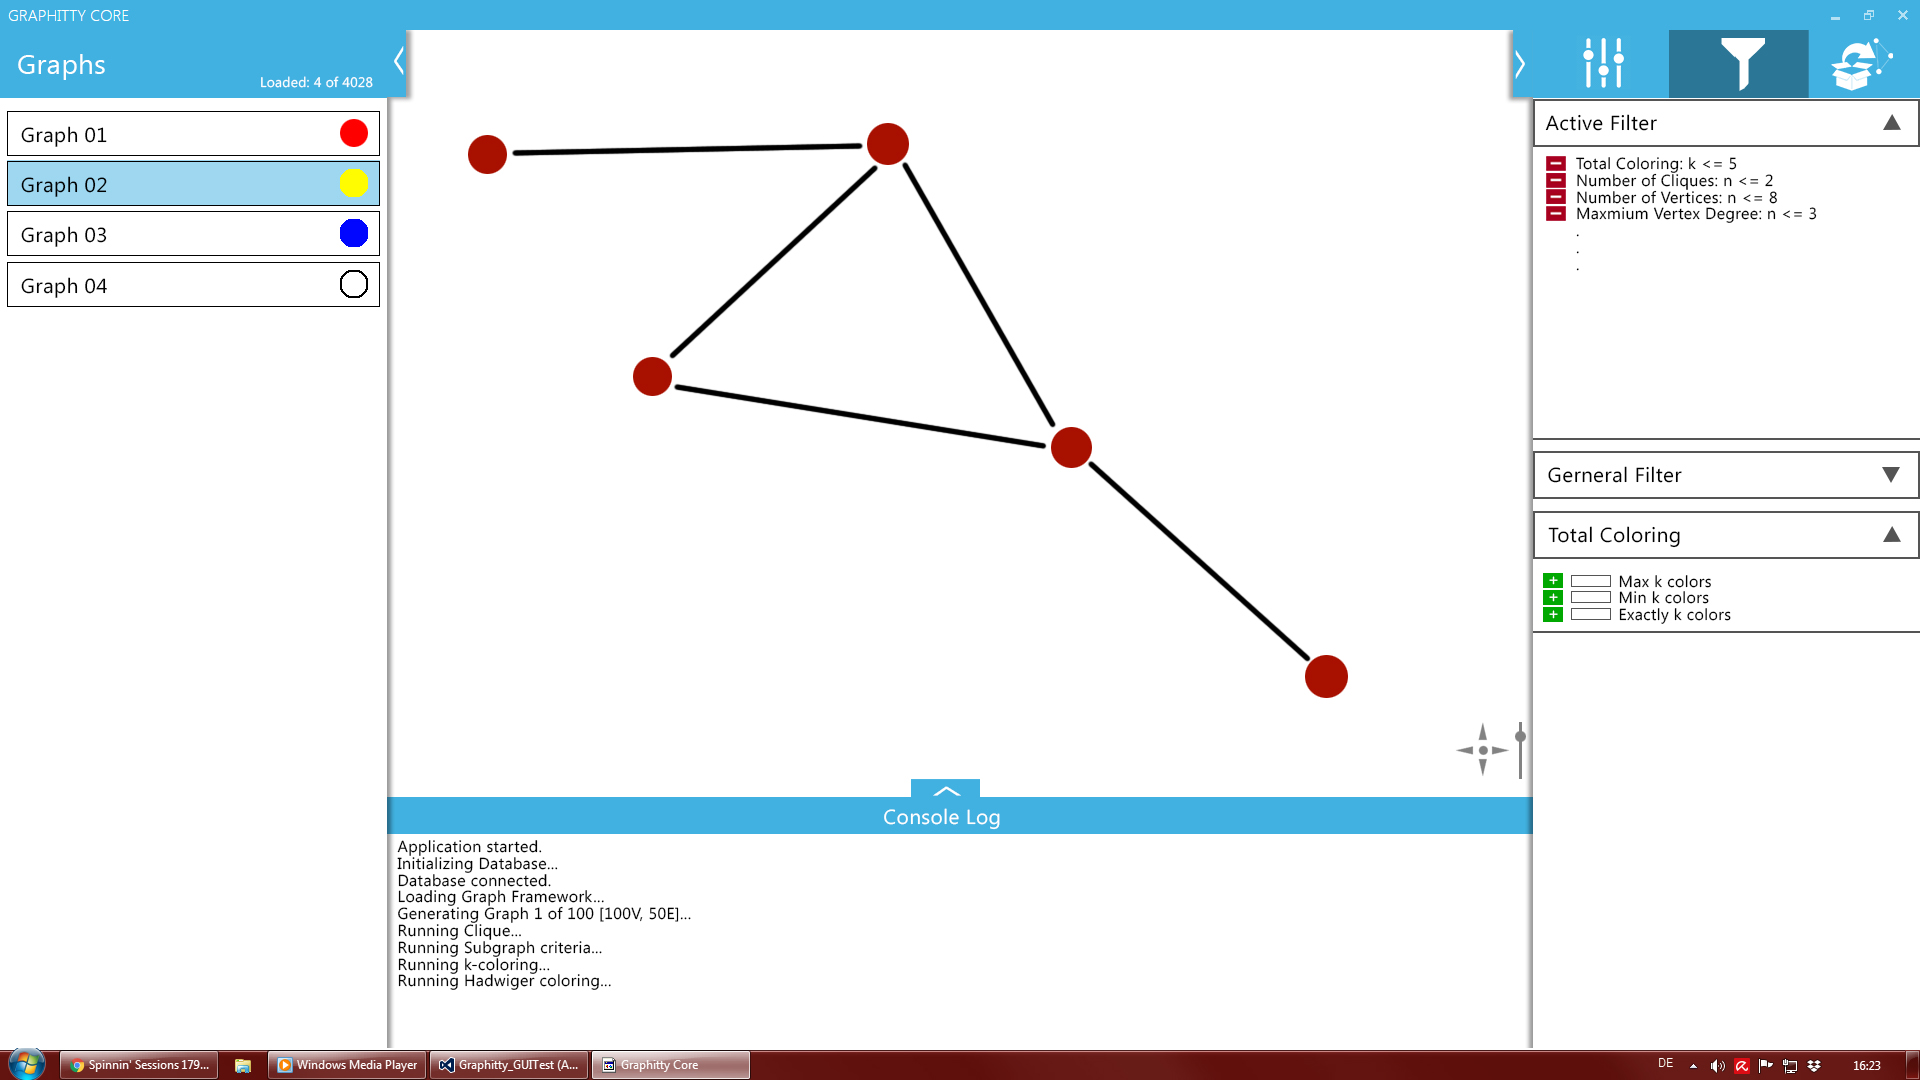 GRAPHITTY CORE
Graphs
Loaded: 4 of 4028
Graph 01
Graph 02
Graph 03
Graph 04
Active Filter
Total Coloring: k <= 5
Number of Cliques: n <= 2
Number of Vertices: n <= 8
Maxmium Vertex Degree: n <= 3
.
.
.
Gerneral Filter
Total Coloring
Max k colors
Min k colors
Exactly k colors
Console Log
Application started.
Initializing Database...
Database connected.
Loading Graph Framework...
Generating Graph 1 of 100 [100V, 50E]...
Running Clique...
Running Subgraph criteria...
Running k-coloring...
Running Hadwiger coloring...
Spinnin' Sessions 179...
Windows Media Player
Graphitty_GUITest (A...
Graphitty Core
DE
16:23